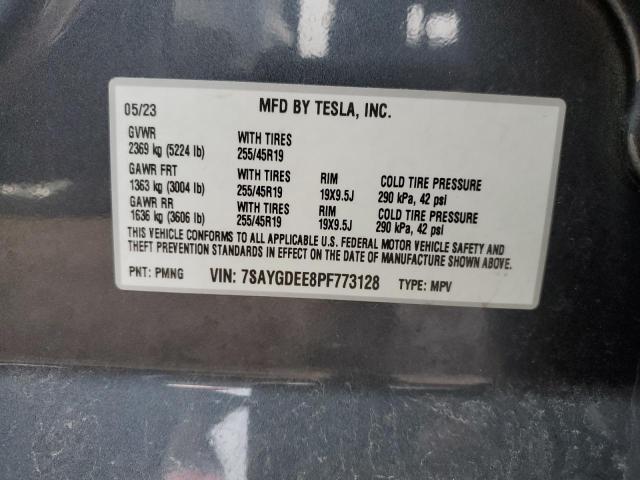 05/23 MFD BY TESLA, INC.
GVWR WITH TIRES
2369 kg (5224 lb) 255/45R19
GAWR FRT WITH TIRES RIM COLD TIRE PRESSURE
1363 kg (3004 lb) 255/45R19 19X9.5J 290 kPa, 42 psi
GAWR RR WITH TIRES RIM COLD TIRE PRESSURE
1636 kg (3606 lb) 255/45R19 19X9.5J 290 kPa, 42 psi
THIS VEHICLE CONFORMS TO ALL APPLICABLE U.S. FEDERAL MOTOR VEHICLE SAFETY AND
THEFT PREVENTION STANDARDS IN EFFECT ON THE DATE OF MANUFACTURE SHOWN ABOVE.
PNT: PMNG VIN: 7SAYGDEE8PF773128 TYPE: MPV